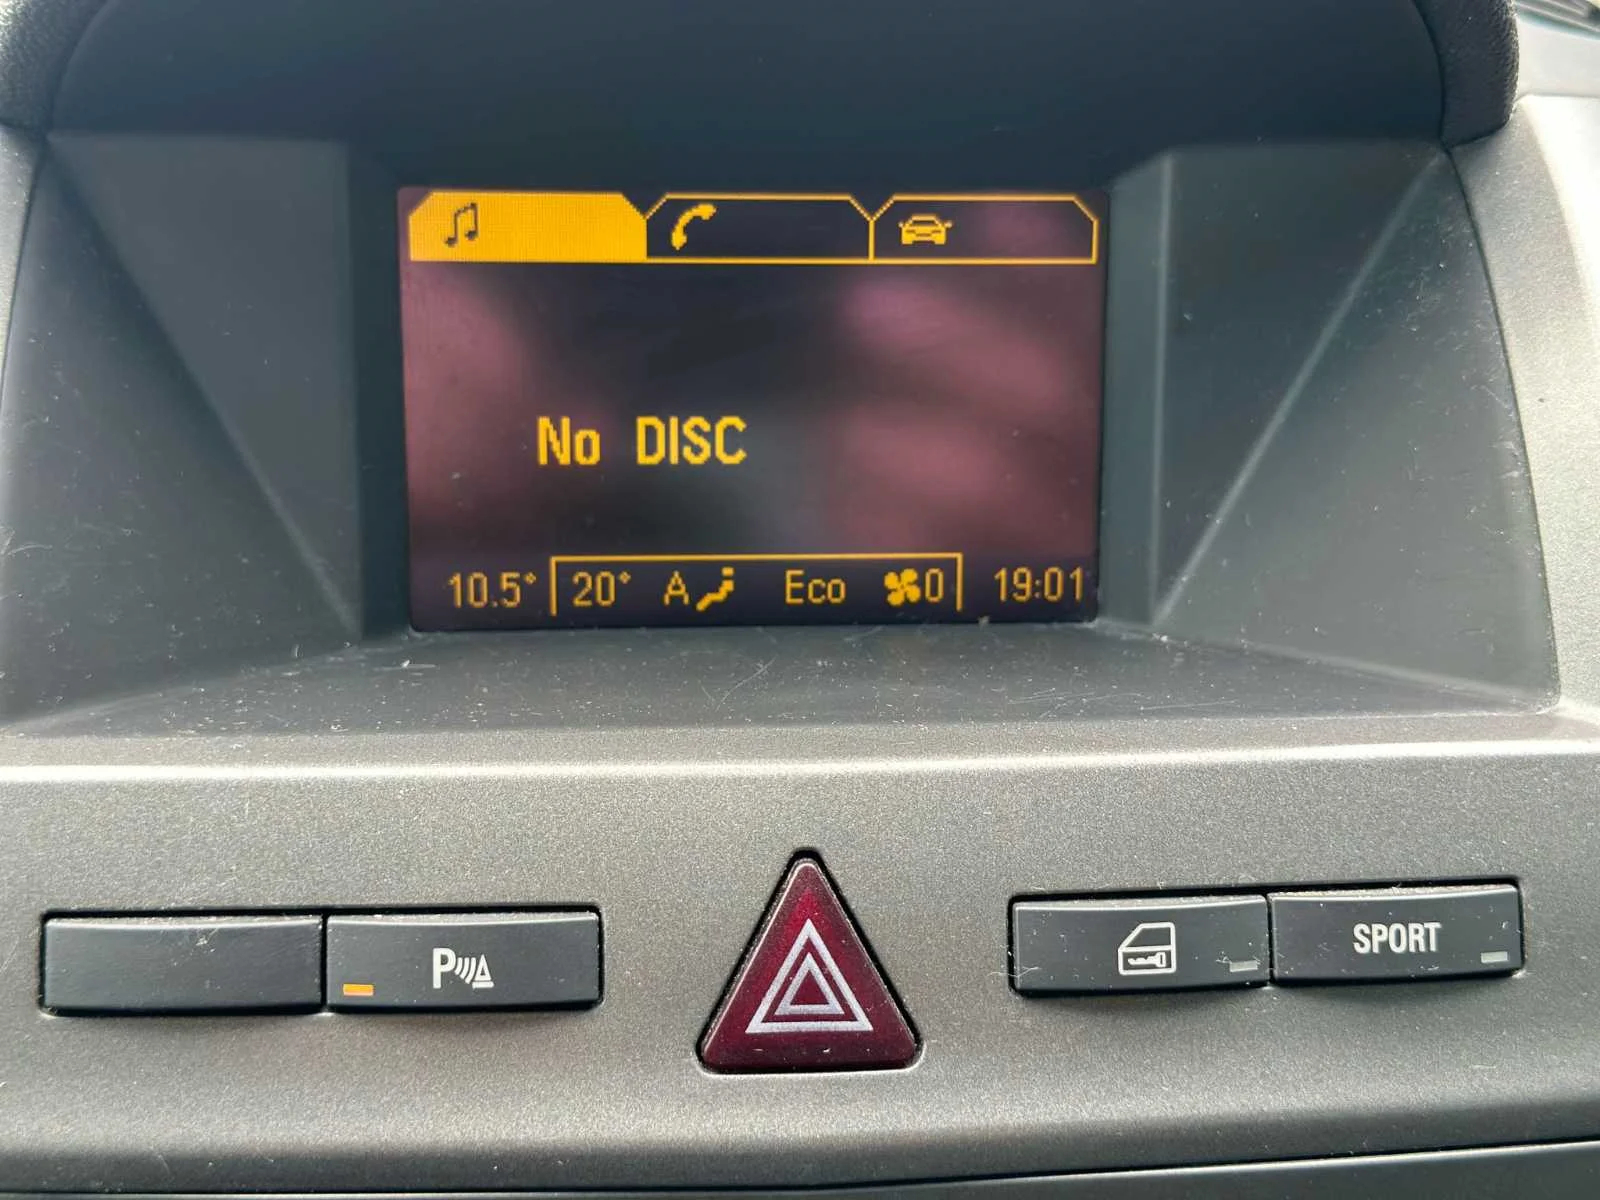 No DISC
10.5° 20° A Eco 0 19:01
P
SPORT